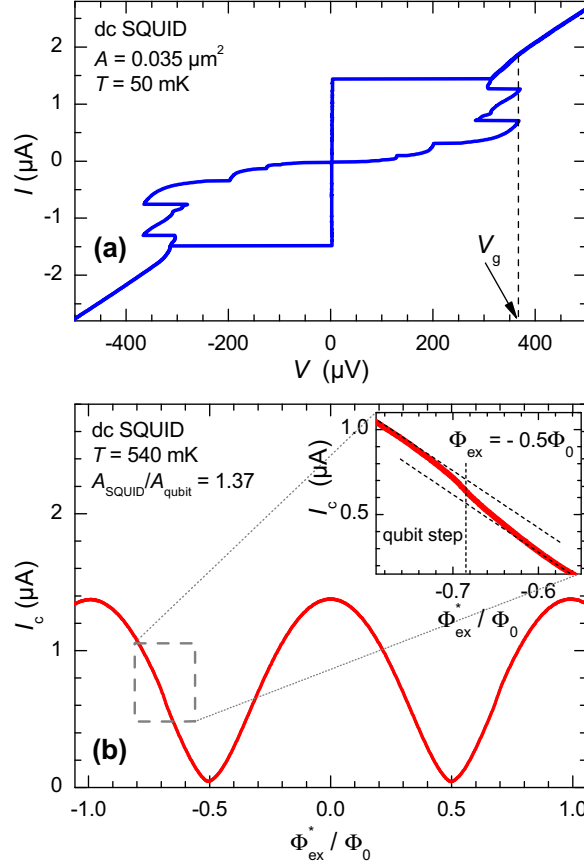 dc SQUID
A = 0.035 μm²
T = 50 mK
2
1
0
-1
-2
I (μA)
(a)
V_g
-400 -200 0 200 400
V (μV)
dc SQUID
T = 540 mK
A_SQUID/A_qubit = 1.37
2
1
0
I_c (μA)
(b)
-1.0 -0.5 0.0 0.5 1.0
Φ*_ex / Φ_0
1.0
0.5
I_c (μA)
Φ_ex = - 0.5Φ_0
qubit step
-0.7 -0.6
Φ*_ex / Φ_0